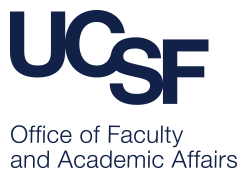 UCSF
Office of Faculty
and Academic Affairs